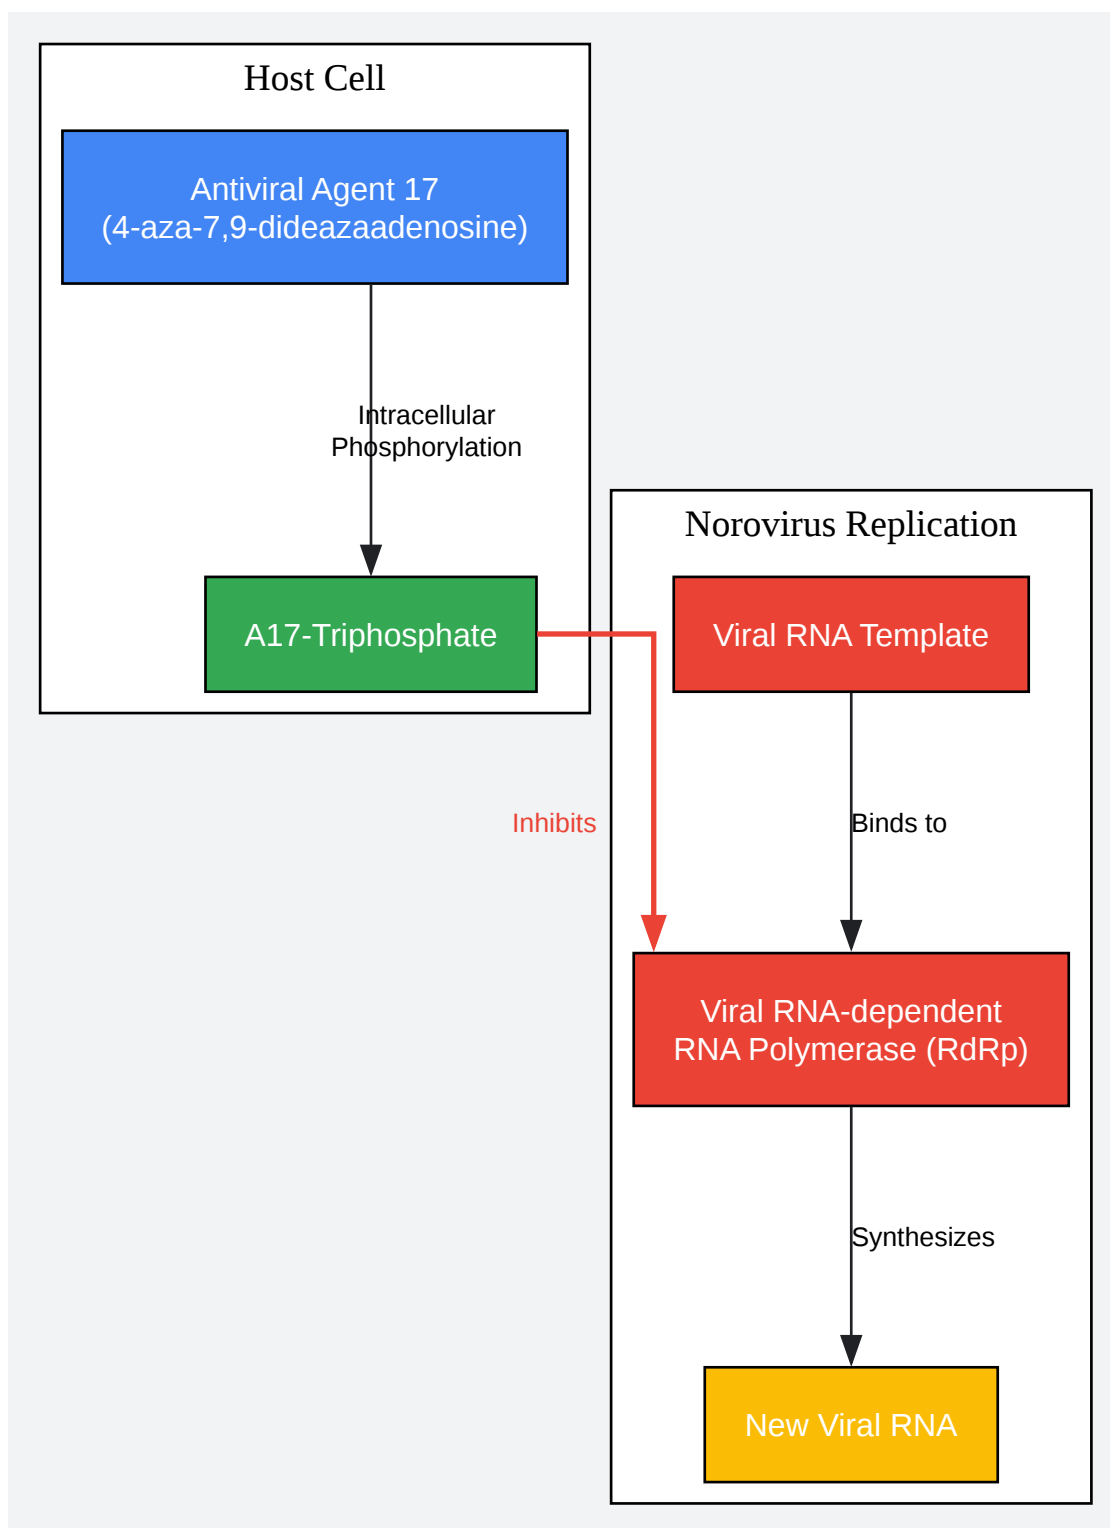 Host Cell
Antiviral Agent 17
(4-aza-7,9-dideazaadenosine)
Intracellular
Phosphorylation
A17-Triphosphate
Norovirus Replication
Viral RNA Template
Inhibits
Binds to
Viral RNA-dependent
RNA Polymerase (RdRp)
Synthesizes
New Viral RNA